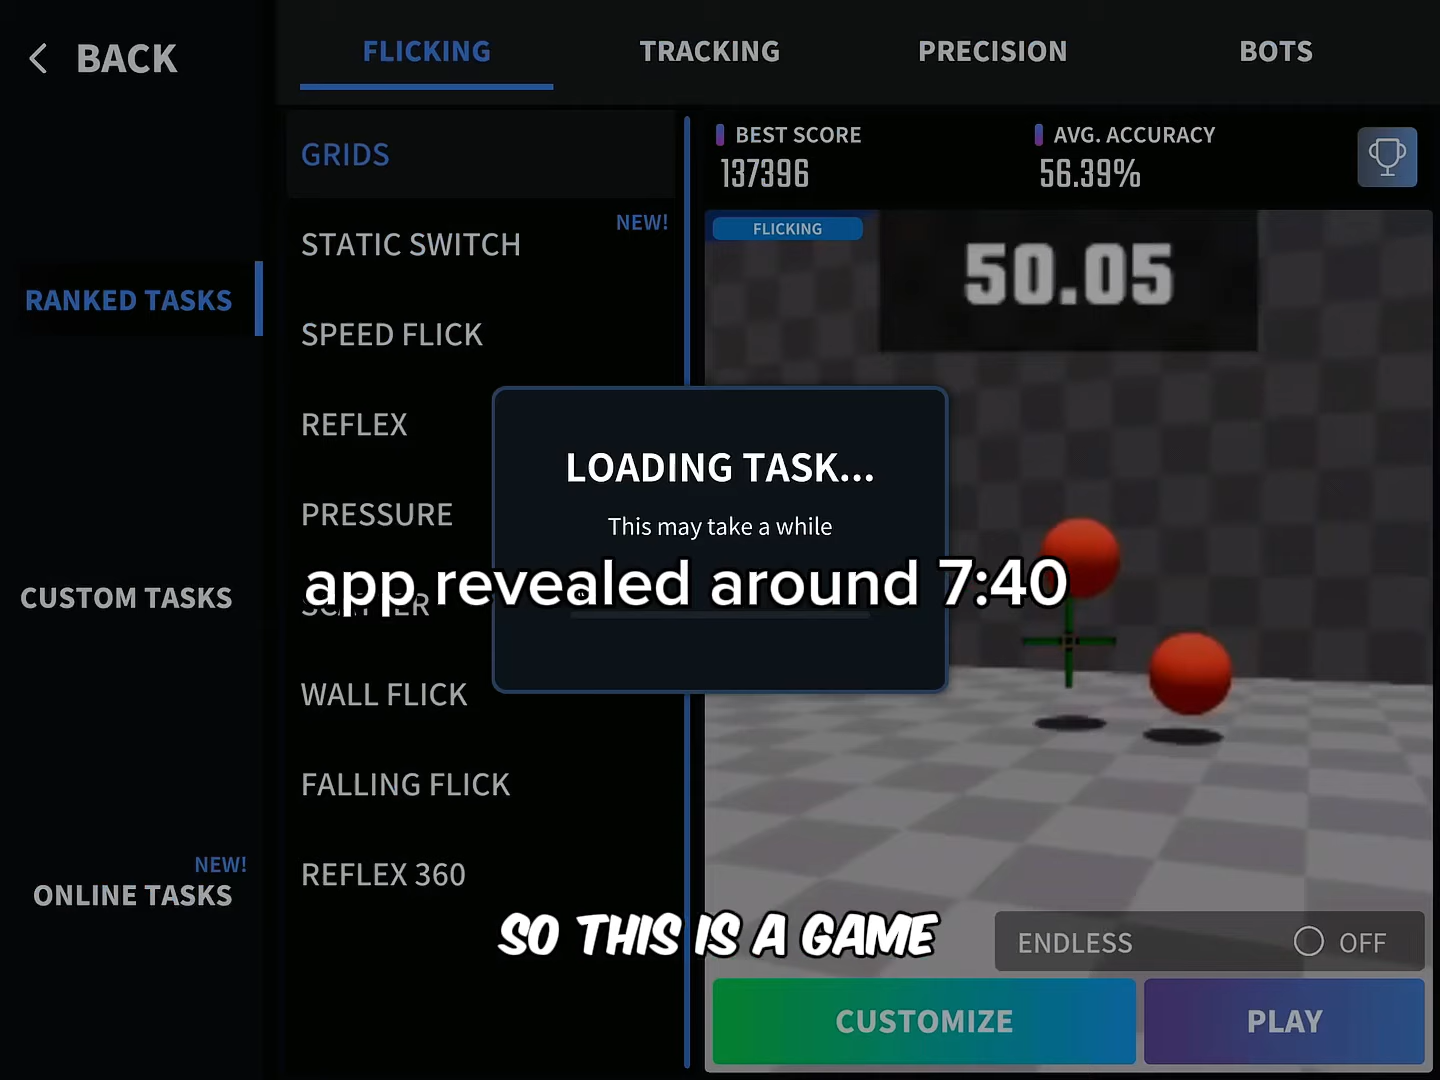 BACK
FLICKING
TRACKING
PRECISION
BOTS
RANKED TASKS
CUSTOM TASKS
NEW!
ONLINE TASKS
GRIDS
NEW!
STATIC SWITCH
SPEED FLICK
REFLEX
PRESSURE
WALL FLICK
FALLING FLICK
REFLEX 360
BEST SCORE
137396
AVG. ACCURACY
56.39%
FLICKING
50.05
LOADING TASK...
This may take a while
app revealed around 7:40
SO THIS IS A GAME
ENDLESS
OFF
CUSTOMIZE
PLAY